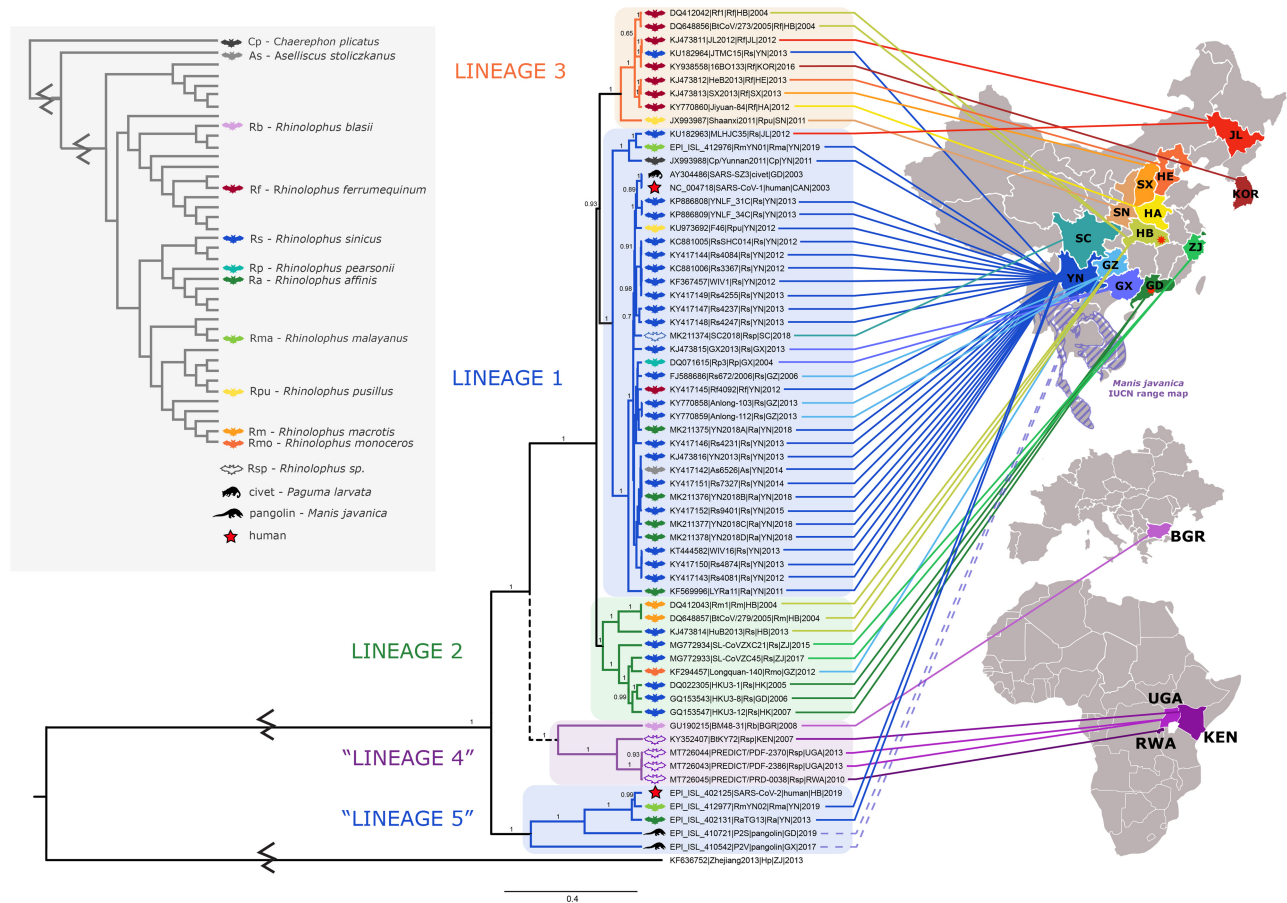 Cp - Chaerephon plicatus
As - Aselliscus stoliczkanus
Rb - Rhinolophus blasii
Rf - Rhinolophus ferrumequinum
Rs - Rhinolophus sinicus
Rp - Rhinolophus pearsonii
Ra - Rhinolophus affinis
Rma - Rhinolophus malayanus
Rpu - Rhinolophus pusillus
Rm - Rhinolophus macrotis
Rmo - Rhinolophus monoceros
Rsp - Rhinolophus sp.
civet - Paguma larvata
pangolin - Manis javanica
human
LINEAGE 3
LINEAGE 1
LINEAGE 2
"LINEAGE 4"
"LINEAGE 5"
DQ412042|Rf1|Rf|HB|2004
DQ648856|BtCoV/273/2005|Rf|HB|2004
KJ473811|JL2012|Rf|JL|2012
KU182964|JTMC15|Rs|YN|2013
KY938558|16BO133|Rf|KOR|2016
KJ473812|HeB2013|Rf|HE|2013
KJ473813|SX2013|Rf|SX|2013
KY770860|Jiyuan-84|Rf|HA|2012
JX993987|Shaanxi2011|Rpu|SN|2011
KU182963|MLHJC35|Rs|JL|2012
EPI_ISL_412976|RmYN01|Rma|YN|2019
JX993988|Cp/Yunnan2011|Cp|YN|2011
AY304486|SARS-SZ3|civet|GD|2003
NC_004718|SARS-CoV-1|human|CAN|2003
KP886808|YNLF_31C|Rs|YN|2013
KP886809|YNLF_34C|Rs|YN|2013
KU973692|F46|Rpu|YN|2012
KC881005|RsSHC014|Rs|YN|2012
KY417144|Rs4084|Rs|YN|2012
KC881006|Rs3367|Rs|YN|2012
KF367457|WIV1|Rs|YN|2012
KY417149|Rs4255|Rs|YN|2013
KY417147|Rs4237|Rs|YN|2013
KY417148|Rs4247|Rs|YN|2013
MK211374|SC2018|Rsp|SC|2018
KJ473815|GX2013|Rs|GX|2013
DQ071615|Rp3|Rp|GX|2004
FJ588686|Rs672/2006|Rs|GZ|2006
KY417145|Rf4092|Rf|YN|2012
KY770858|Anlong-103|Rs|GZ|2013
KY770859|Anlong-112|Rs|GZ|2013
MK211375|YN2018A|Ra|YN|2018
KY417146|Rs4231|Rs|YN|2013
KJ473816|YN2013|Rs|YN|2013
KY417142|As6526|As|YN|2014
KY417151|Rs7327|Rs|YN|2014
MK211376|YN2018B|Ra|YN|2018
KY417152|Rs9401|Rs|YN|2015
MK211377|YN2018C|Ra|YN|2018
MK211378|YN2018D|Ra|YN|2018
KT444582|WIV16|Rs|YN|2013
KY417150|Rs4874|Rs|YN|2013
KY417143|Rs4081|Rs|YN|2012
KF569996|LYRa11|Ra|YN|2011
DQ412043|Rm1|Rm|HB|2004
DQ648857|BtCoV/279/2005|Rm|HB|2004
KJ473814|HuB2013|Rs|HB|2013
MG772934|SL-CoVZXC21|Rs|ZJ|2015
MG772933|SL-CoVZC45|Rs|ZJ|2017
KF294457|Longquan-140|Rmo|GZ|2012
DQ022305|HKU3-1|Rs|HK|2005
GQ153543|HKU3-8|Rs|GD|2006
GQ153547|HKU3-12|Rs|HK|2007
GU190215|BM48-31|Rb|BGR|2008
KY352407|BtKY72|Rsp|KEN|2007
MT726044|PREDICT/PDF-2370|Rsp|UGA|2013
MT726043|PREDICT/PDF-2386|Rsp|UGA|2013
MT726045|PREDICT/PRD-0038|Rsp|RWA|2010
EPI_ISL_402125|SARS-CoV-2|human|HB|2019
EPI_ISL_412977|RmYN02|Rma|YN|2019
EPI_ISL_402131|RaTG13|Ra|YN|2013
EPI_ISL_410721|P2S|pangolin|GD|2019
EPI_ISL_410542|P2V|pangolin|GX|2017
KF636752|Zhejiang2013|Hp|ZJ|2013
0.65
0.93
0.89
0.91
0.98
0.7
0.99
0.93
0.99
1
0.4
JL
HE
SX
KOR
SN
HA
SC
HB
ZJ
YN
GZ
GX
GD
Manis javanica
IUCN range map
BGR
UGA
KEN
RWA